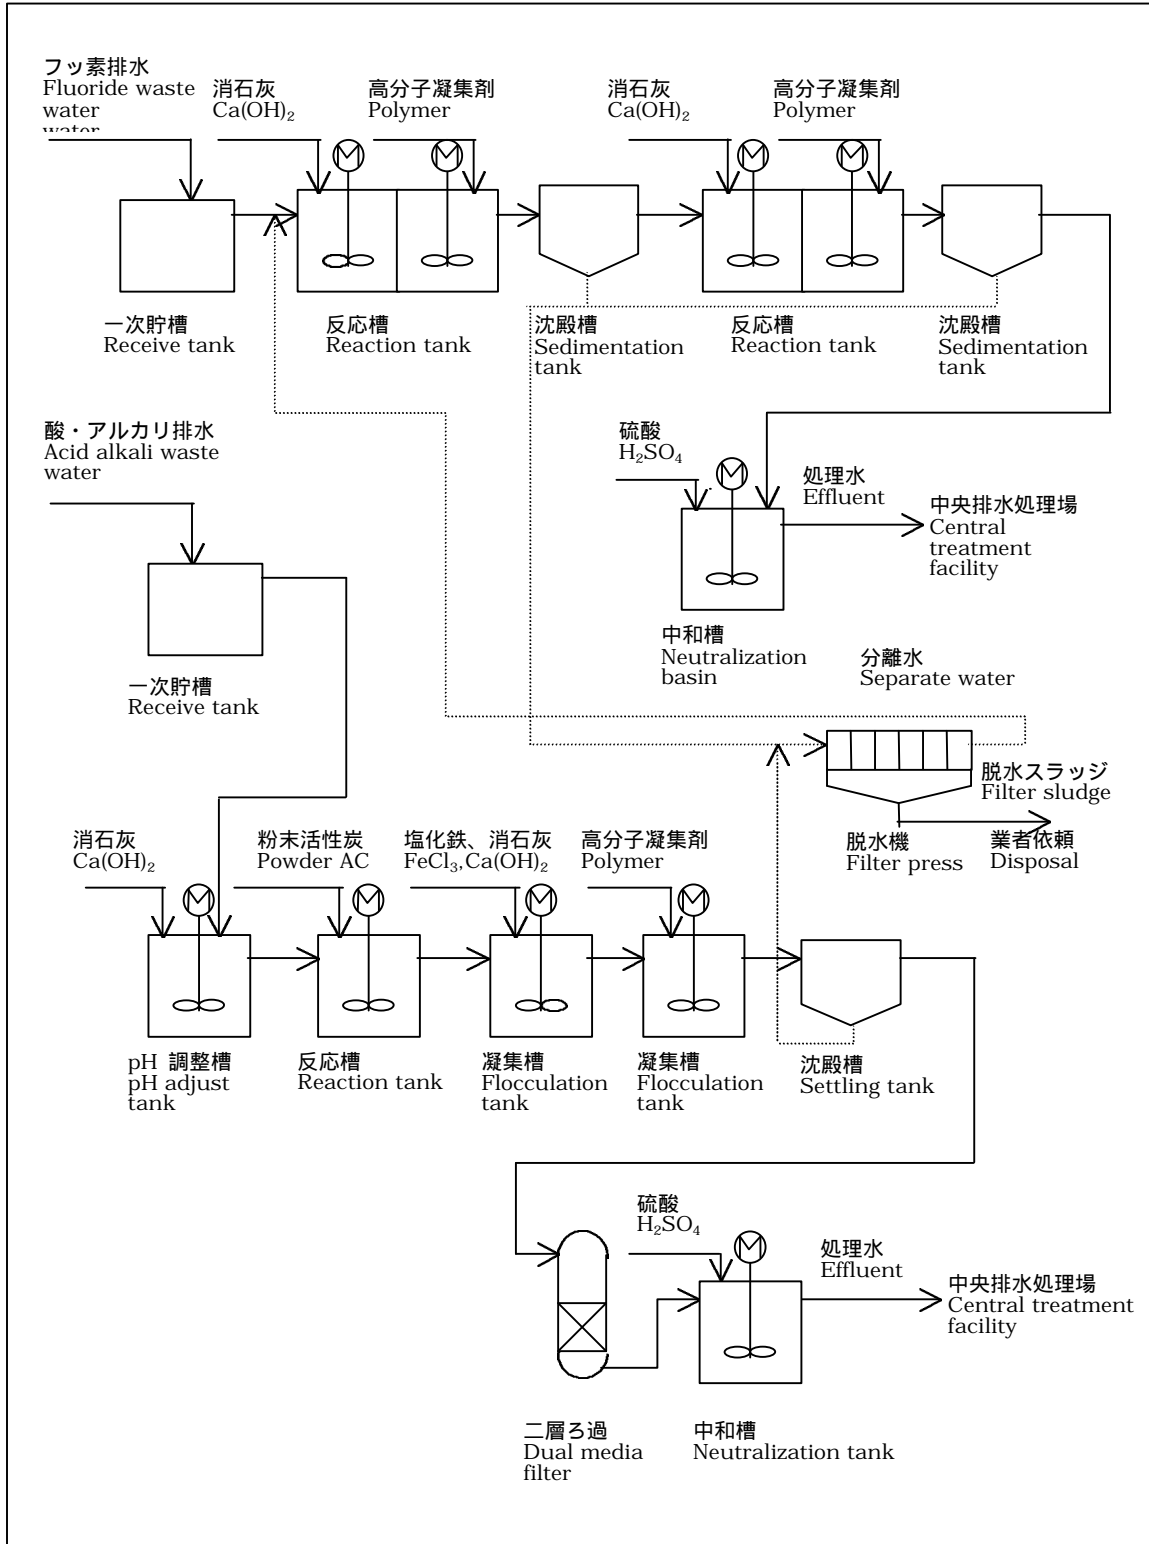 フッ素排水
Fluoride waste
water
water
消石灰
Ca(OH)₂
高分子凝集剤
Polymer
消石灰
Ca(OH)₂
高分子凝集剤
Polymer
M
M
M
M
一次貯槽
Receive tank
反応槽
Reaction tank
沈殿槽
Sedimentation
tank
反応槽
Reaction tank
沈殿槽
Sedimentation
tank
酸・アルカリ排水
Acid alkali waste
water
硫酸
H₂SO₄
M
処理水
Effluent
中央排水処理場
Central
treatment
facility
中和槽
Neutralization
basin
分離水
Separate water
一次貯槽
Receive tank
脱水スラッジ
Filter sludge
脱水機
Filter press
業者依頼
Disposal
消石灰
Ca(OH)₂
粉末活性炭
Powder AC
塩化鉄、消石灰
FeCl₃,Ca(OH)₂
高分子凝集剤
Polymer
M
M
M
M
pH 調整槽
pH adjust
tank
反応槽
Reaction tank
凝集槽
Flocculation
tank
凝集槽
Flocculation
tank
沈殿槽
Settling tank
硫酸
H₂SO₄
M
処理水
Effluent
中央排水処理場
Central treatment
facility
二層ろ過
Dual media
filter
中和槽
Neutralization tank